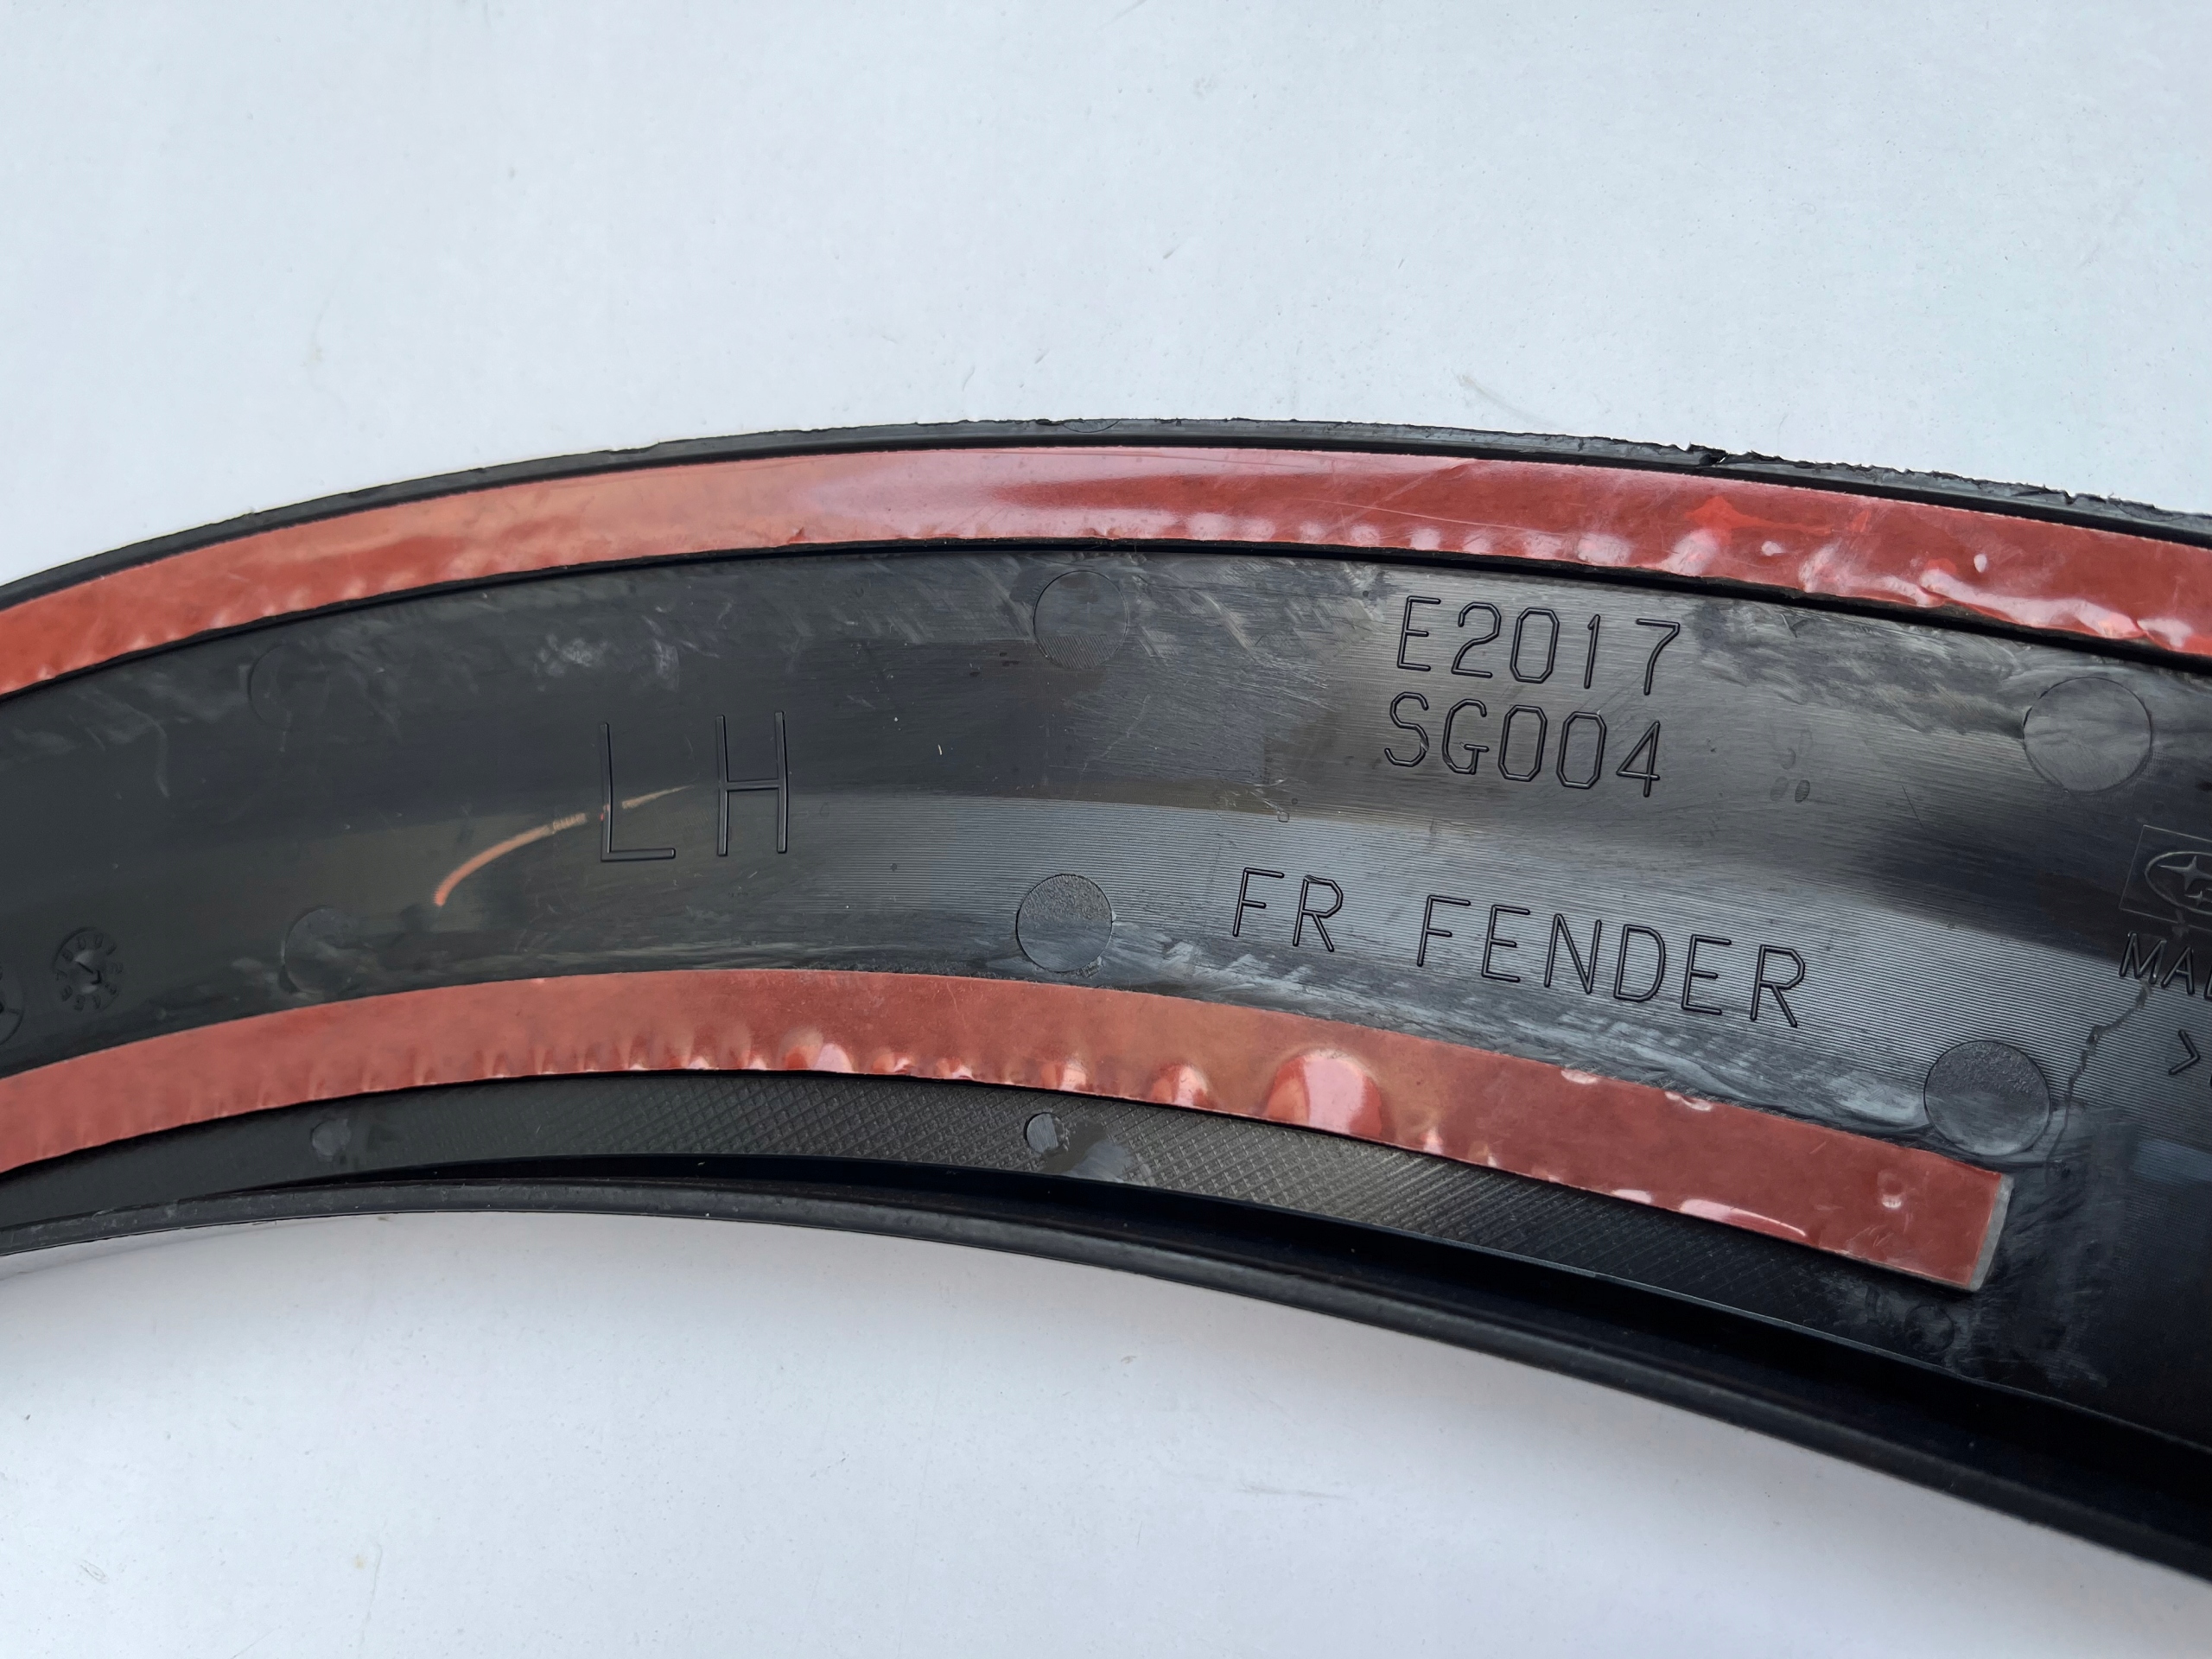 E2017
SG004
LH
FR FENDER